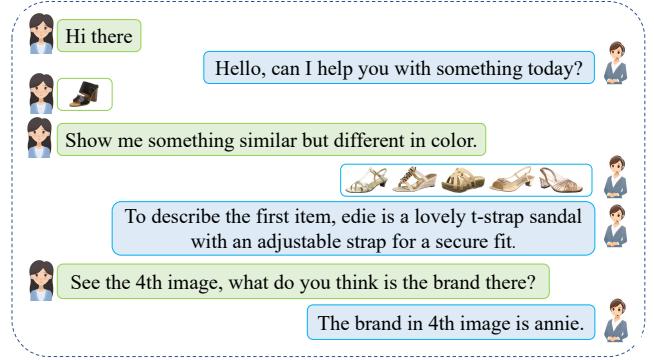 Hi there
Hello, can I help you with something today?
Show me something similar but different in color.
To describe the first item, edie is a lovely t-strap sandal
with an adjustable strap for a secure fit.
See the 4th image, what do you think is the brand there?
The brand in 4th image is annie.